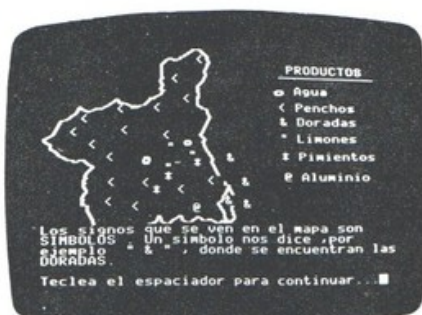 PRODUCTOS
Agua
< Penchos
& Doradas
" Limones
‡ Pimientos
@ Aluminio
Los signos que se ven en el mapa son
SIMBOLOS . Un simbolo nos dice ,por
ejemplo " & " , donde se encuentran las
DORADAS.
Teclea el espaciador para continuar...